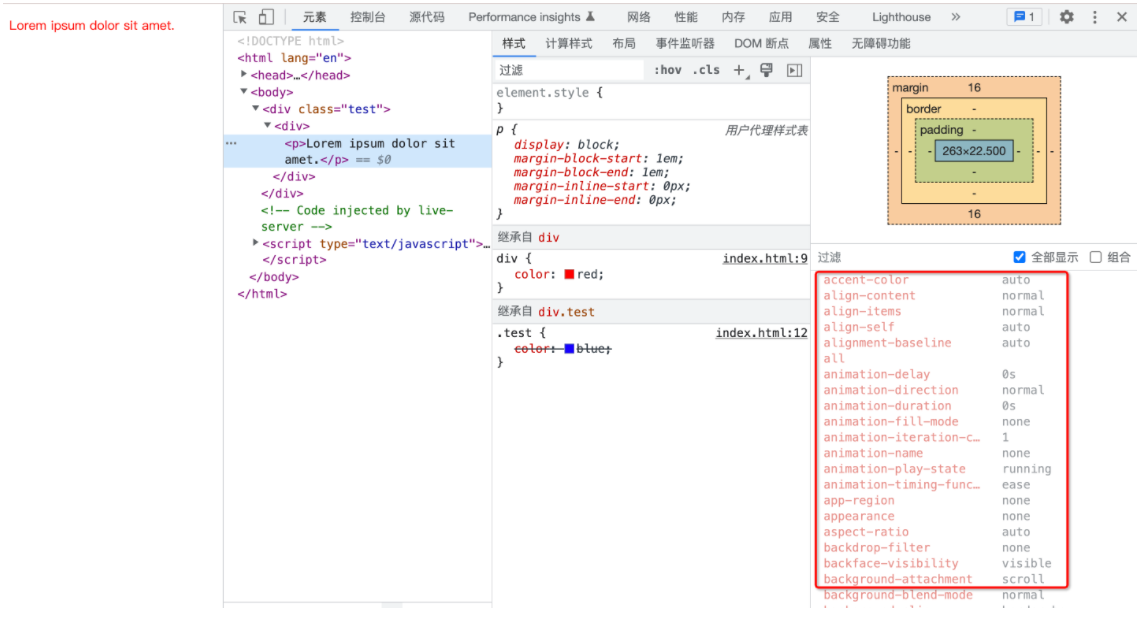 Lorem ipsum dolor sit amet.
元素 控制台 源代码 Performance insights 网络 性能 内存 应用 安全 Lighthouse » 1
<!DOCTYPE html>
<html lang="en">
<head>…</head>
<body>
<div class="test">
<div>
<p>Lorem ipsum dolor sit
amet.</p> == $0
</div>
</div>
<!-- Code injected by live-
server -->
<script type="text/javascript">…
</script>
</body>
</html>
样式 计算样式 布局 事件监听器 DOM 断点 属性 无障碍功能
过滤 :hov .cls
element.style {
}
p { 用户代理样式表
display: block;
margin-block-start: 1em;
margin-block-end: 1em;
margin-inline-start: 0px;
margin-inline-end: 0px;
}
继承自 div
div { index.html:9
color: red;
}
继承自 div.test
.test { index.html:12
color: blue;
}
margin 16
border -
padding -
- - - 263×22.500 - - -
-
-
16
过滤 全部显示 组合
accent-color auto
align-content normal
align-items normal
align-self auto
alignment-baseline auto
all
animation-delay 0s
animation-direction normal
animation-duration 0s
animation-fill-mode none
animation-iteration-c… 1
animation-name none
animation-play-state running
animation-timing-func… ease
app-region none
appearance none
aspect-ratio auto
backdrop-filter none
backface-visibility visible
background-attachment scroll
background-blend-mode normal